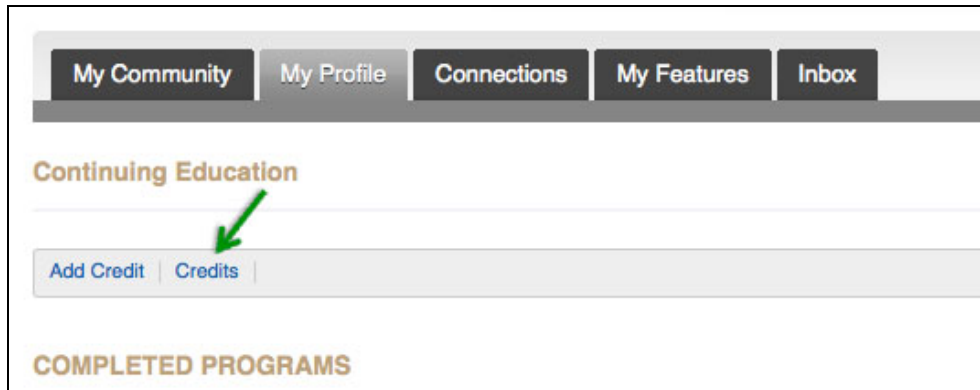 My Community My Profile Connections My Features Inbox
Continuing Education
Add Credit Credits
COMPLETED PROGRAMS